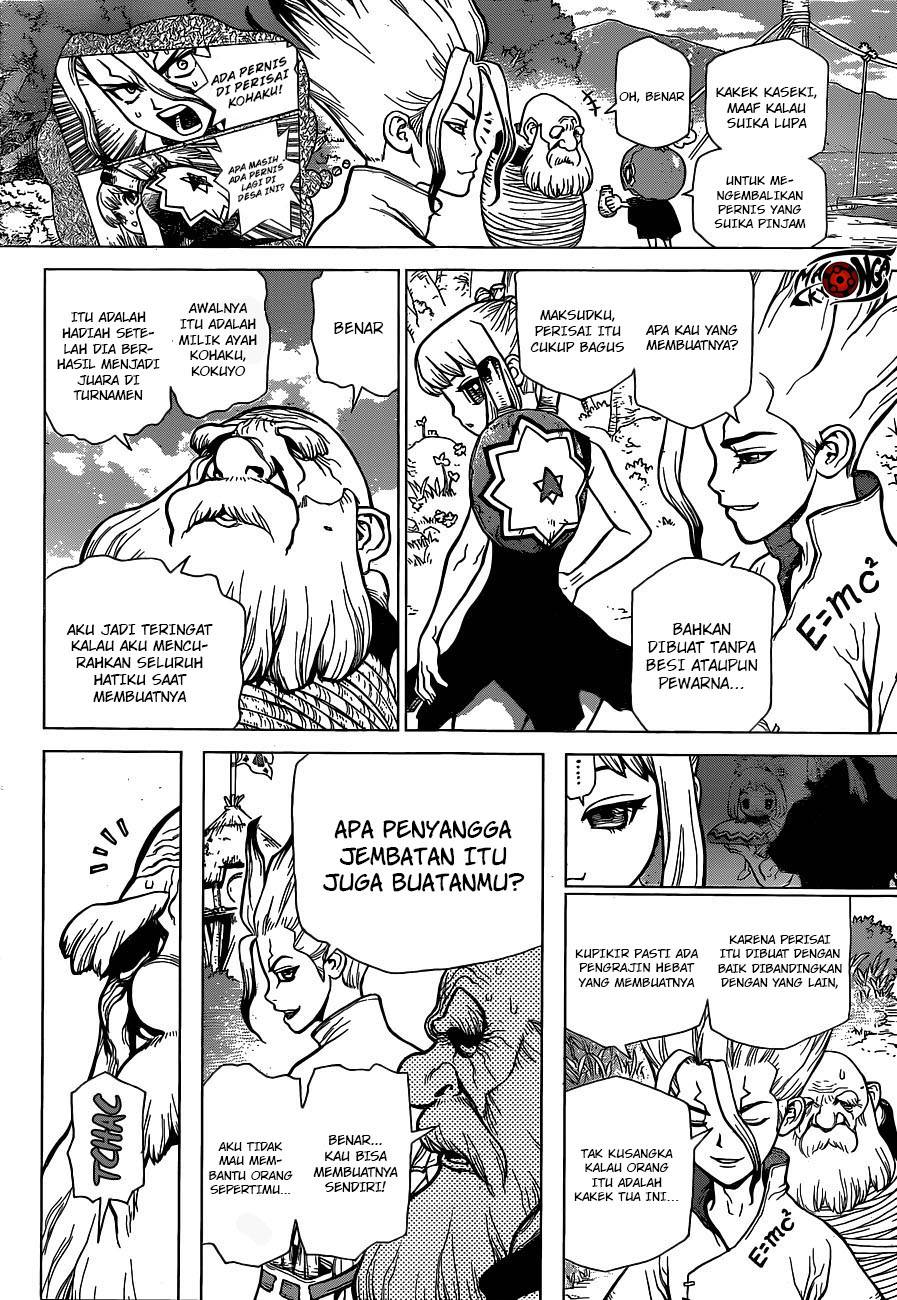 KAKEK KASEKI,
MAAF KALAU
SUIKA LUPA
UNTUK ME-
NGEMBALIKAN
PERNIS YANG
SUIKA PINJAM
OH, BENAR
ADA PERNIS
DI PERISAI
KOHAKU!
APA MASIH
ADA PERNIS
LAGI DI
DESA INI?
APA KAU YANG
MEMBUATNYA?
MAKSUDKU,
PERISAI ITU
CUKUP BAGUS
BAHKAN
DIBUAT TANPA
BESI ATAUPUN
PEWARNA...
E=mc²
BENAR
AWALNYA
ITU ADALAH
MILIK AYAH
KOHAKU,
KOKUYO
ITU ADALAH
HADIAH SETE-
LAH DIA BER-
HASIL MENJADI
JUARA DI
TURNAMEN
AKU JADI TERINGAT
KALAU AKU MENCU-
RAHKAN SELURUH
HATIKU SAAT
MEMBUATNYA
......
KARENA PERISAI
ITU DIBUAT DENGAN
BAIK DIBANDINGKAN
DENGAN YANG LAIN,
KUPIKIR PASTI ADA
PENGRAJIN HEBAT
YANG MEMBUATNYA
TAK KUSANGKA
KALAU ORANG
ITU ADALAH
KAKEK TUA INI...
E=mc²
APA PENYANGGA
JEMBATAN ITU
JUGA BUATANMU?
BENAR...
KAU BISA
MEMBUATNYA
SENDIRI!
AKU TIDAK
MAU MEM-
BANTU ORANG
SEPERTIMU...
TCHAC